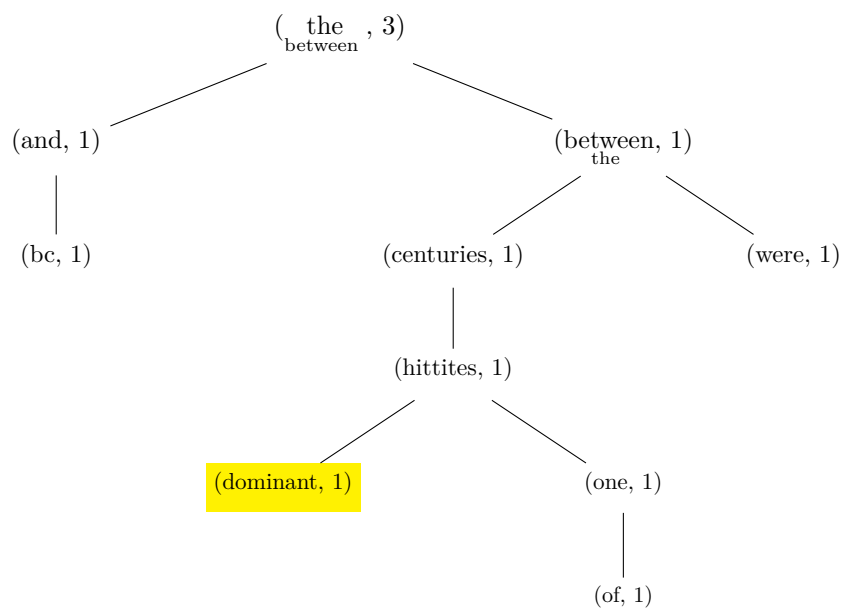 (the, 3)
between
(and, 1) (between, 1)
the
(bc, 1) (centuries, 1) (were, 1)
(hittites, 1)
(dominant, 1) (one, 1)
(of, 1)